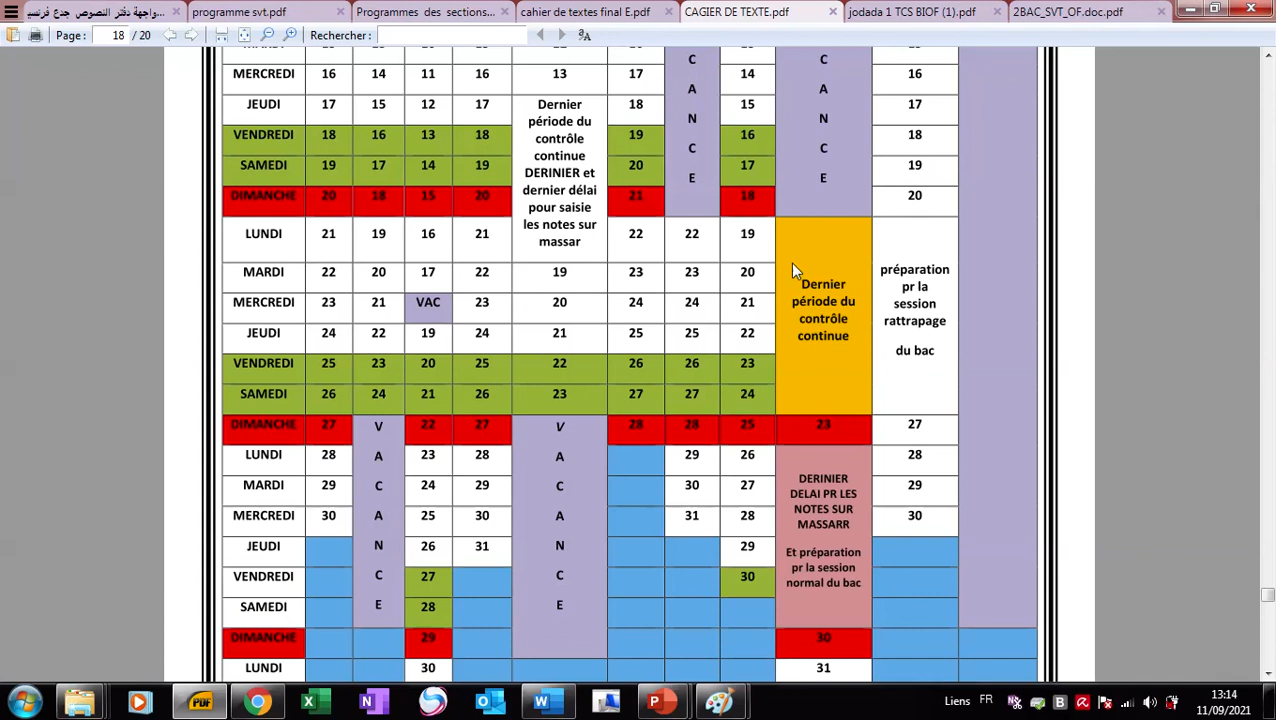 واجهة دفتر النصوص جدع فرنسي...
programme svt.pdf
Programmes_des_sections...
cahier de textes final E.pdf
CAGIER DE TEXTE.pdf
jodada_1 TCS BIOF (1).pdf
2BAC_SVT_OF.doc.pdf
Page : 18 / 20 Rechercher :
MERCREDI 16 14 11 16 13 17 C 14 C 16
JEUDI 17 15 12 17 Dernier période du contrôle continue DERINIER et dernier délai pour saisie les notes sur massar 18 A 15 A 17
VENDREDI 18 16 13 18 19 N 16 N 18
SAMEDI 19 17 14 19 20 C 17 C 19
DIMANCHE 20 18 15 20 21 E 18 E 20
LUNDI 21 19 16 21 22 22 19 Dernier période du contrôle continue préparation pr la session rattrapage du bac
MARDI 22 20 17 22 19 23 23 20
MERCREDI 23 21 VAC 23 20 24 24 21
JEUDI 24 22 19 24 21 25 25 22
VENDREDI 25 23 20 25 22 26 26 23
SAMEDI 26 24 21 26 23 27 27 24
DIMANCHE 27 V 22 27 V 28 28 25 23 27
LUNDI 28 A 23 28 A 29 26 DERINIER DELAI PR LES NOTES SUR MASSARR 28
MARDI 29 C 24 29 C 30 27 29
MERCREDI 30 A 25 30 A 31 28 30
JEUDI N 26 31 N 29 Et préparation pr la session normal du bac
VENDREDI C 27 C 30
SAMEDI E 28 E
DIMANCHE 29 30
LUNDI 30 31
Liens FR 13:14
11/09/2021